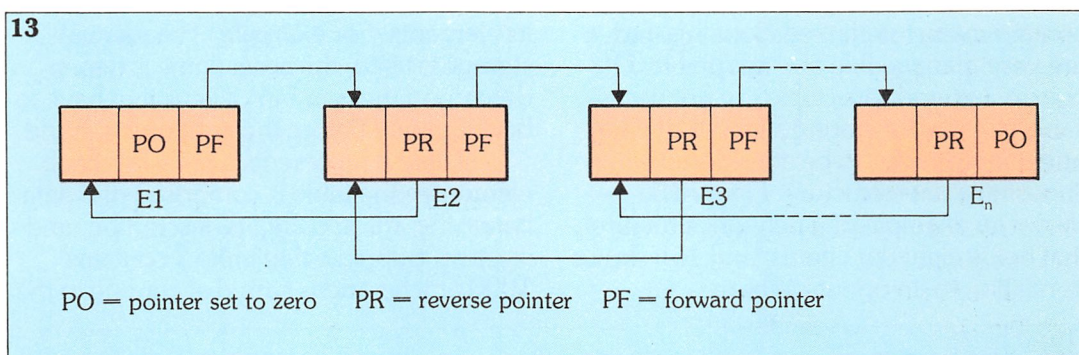 13
PO PF PR PF PR PF PR PO
E1 E2 E3 Eₙ
PO = pointer set to zero PR = reverse pointer PF = forward pointer